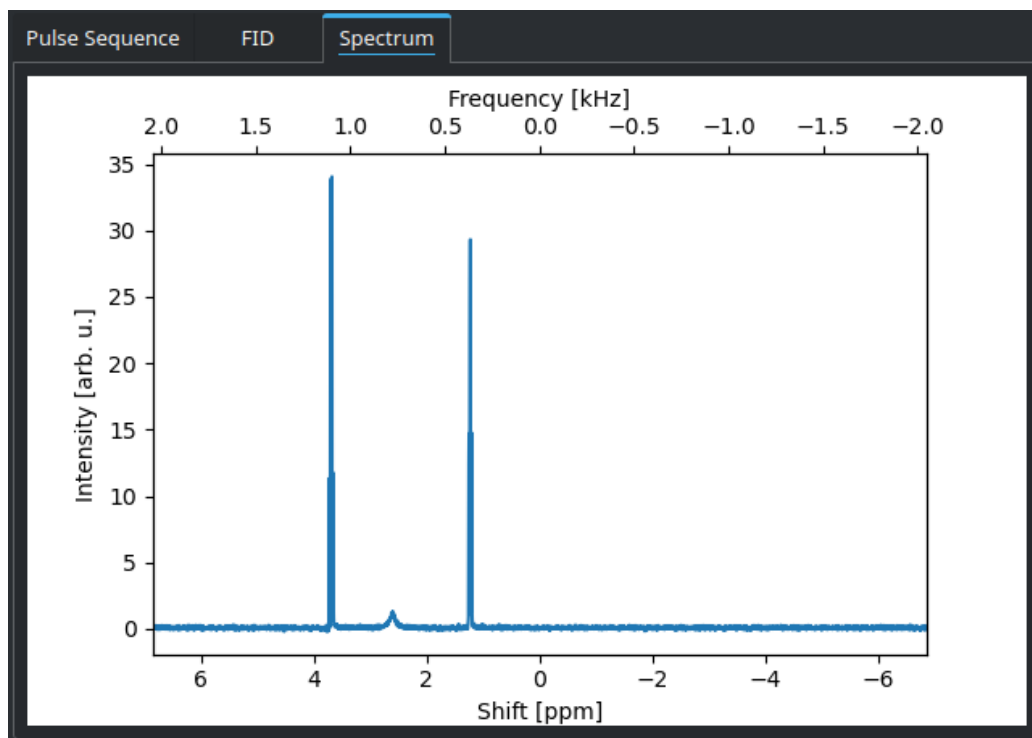 Pulse Sequence FID Spectrum
Frequency [kHz]
2.0 1.5 1.0 0.5 0.0 −0.5 −1.0 −1.5 −2.0
35
30
25
20
15
10
5
0
Intensity [arb. u.]
6 4 2 0 −2 −4 −6
Shift [ppm]